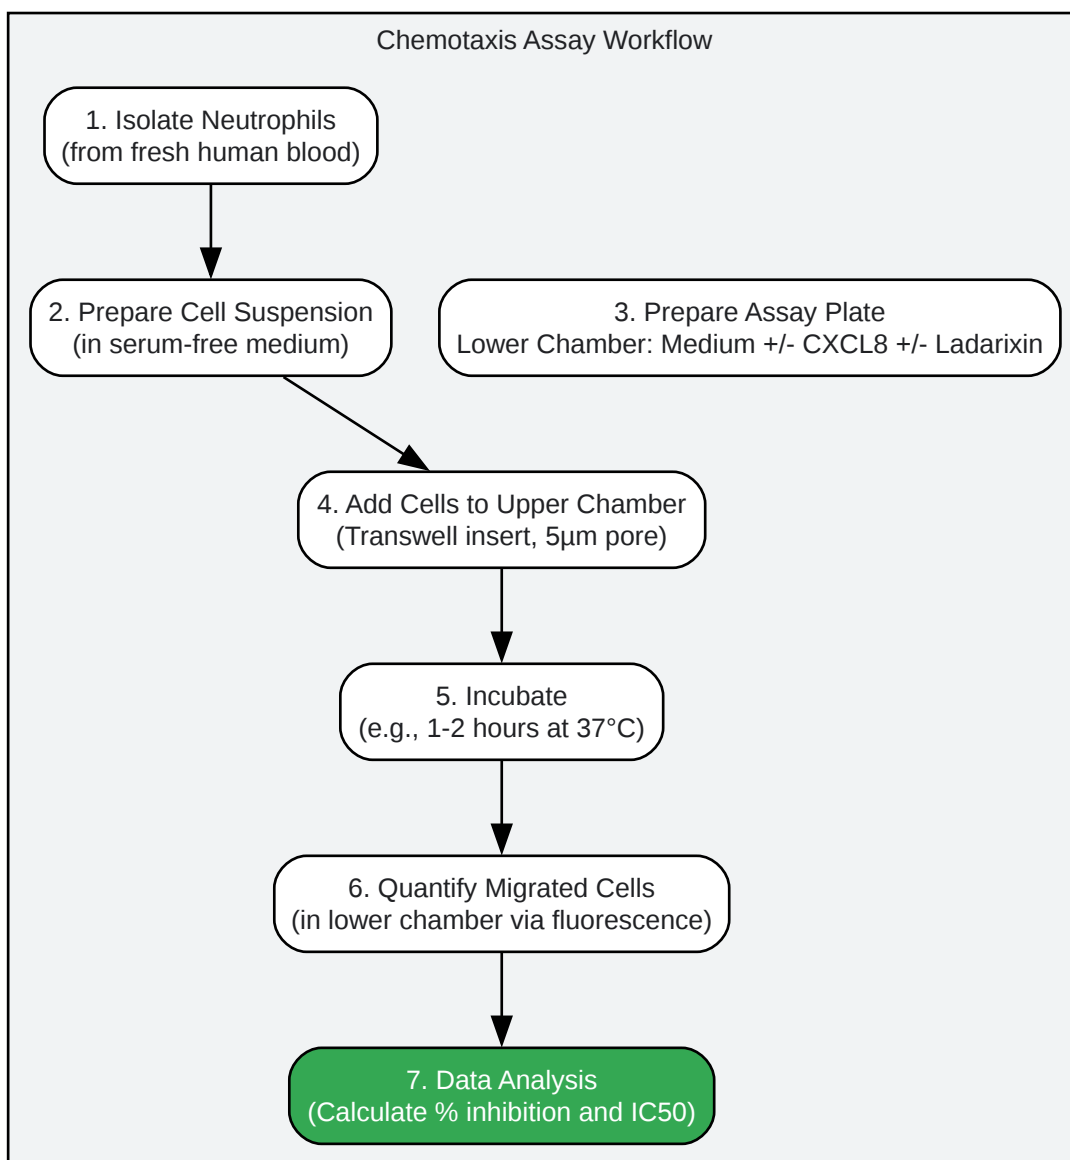 Chemotaxis Assay Workflow
1. Isolate Neutrophils
(from fresh human blood)
2. Prepare Cell Suspension
(in serum-free medium)
3. Prepare Assay Plate
Lower Chamber: Medium +/- CXCL8 +/- Ladarixin
4. Add Cells to Upper Chamber
(Transwell insert, 5µm pore)
5. Incubate
(e.g., 1-2 hours at 37°C)
6. Quantify Migrated Cells
(in lower chamber via fluorescence)
7. Data Analysis
(Calculate % inhibition and IC50)